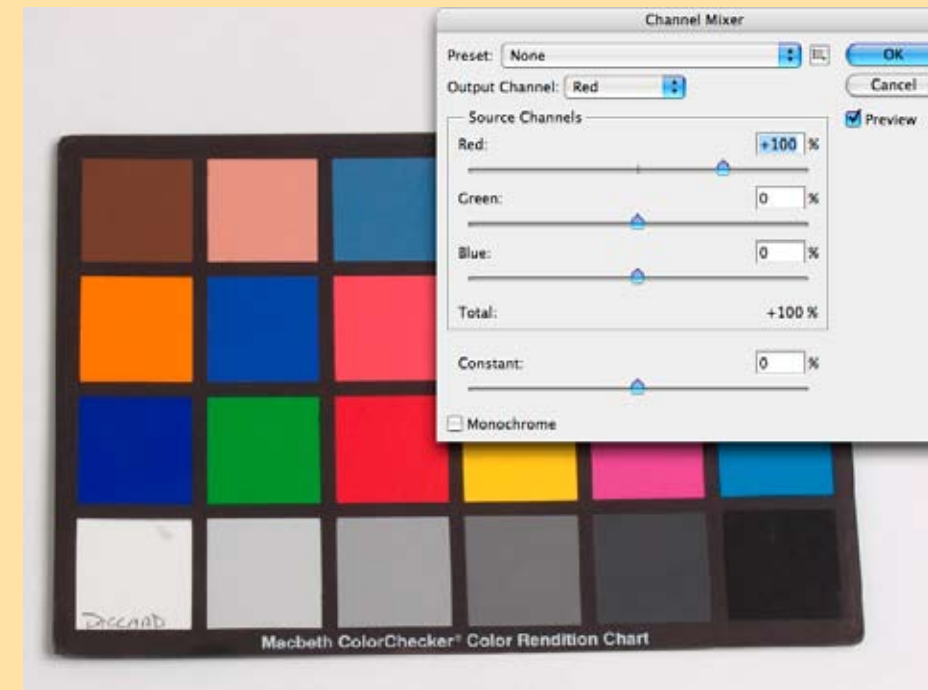 Channel Mixer
Preset: None
OK
Output Channel: Red
Cancel
Source Channels
Preview
Red: +100 %
Green: 0 %
Blue: 0 %
Total: +100 %
Constant: 0 %
Monochrome
DISCARD
Macbeth ColorChecker® Color Rendition Chart